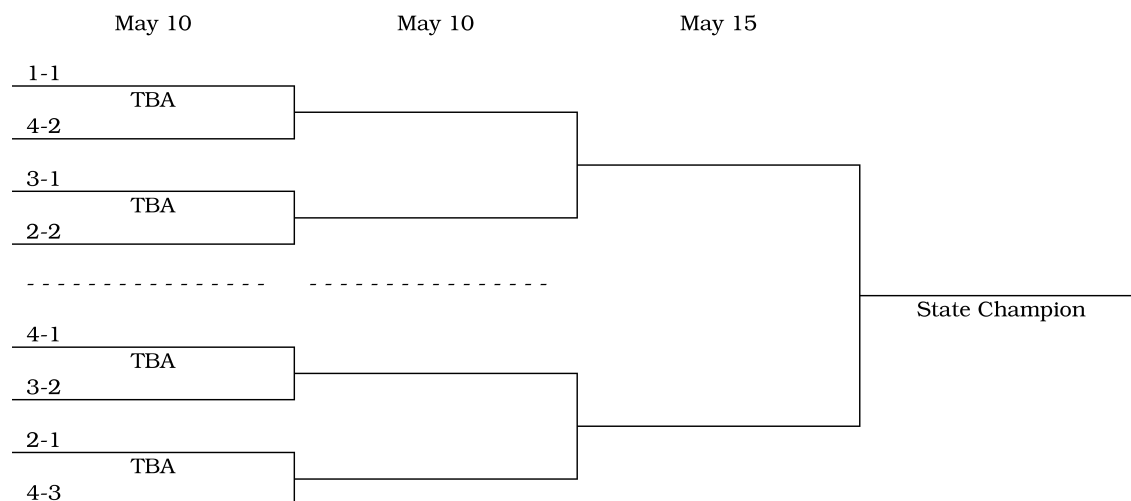 May 10 May 10 May 15
1-1
TBA
4-2
3-1
TBA
2-2
4-1
TBA
3-2
2-1
TBA
4-3
State Champion